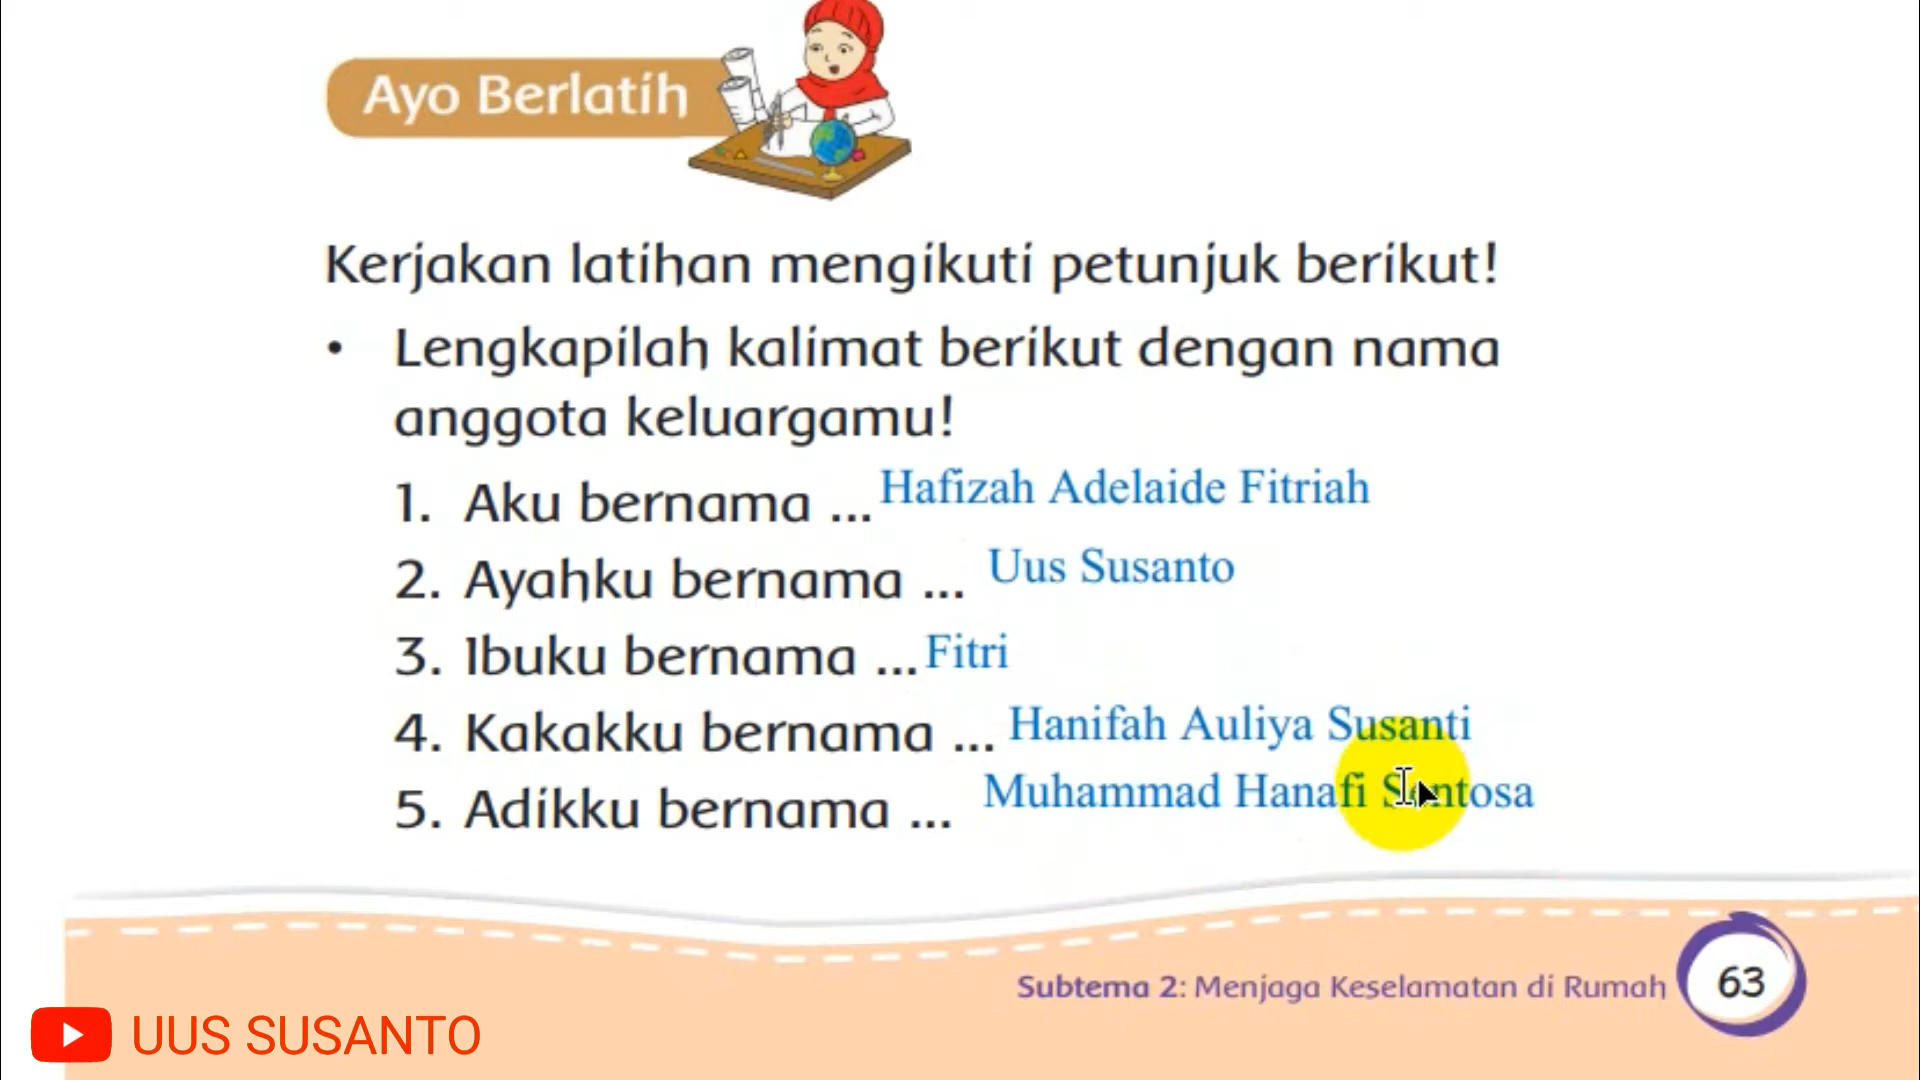 Ayo Berlatih
Kerjakan latihan mengikuti petunjuk berikut!
• Lengkapilah kalimat berikut dengan nama
anggota keluargamu!
1. Aku bernama ... Hafizah Adelaide Fitriah
2. Ayahku bernama ... Uus Susanto
3. Ibuku bernama ... Fitri
4. Kakakku bernama ... Hanifah Auliya Susanti
5. Adikku bernama ... Muhammad Hanafi Sentosa
Subtema 2: Menjaga Keselamatan di Rumah 63
UUS SUSANTO